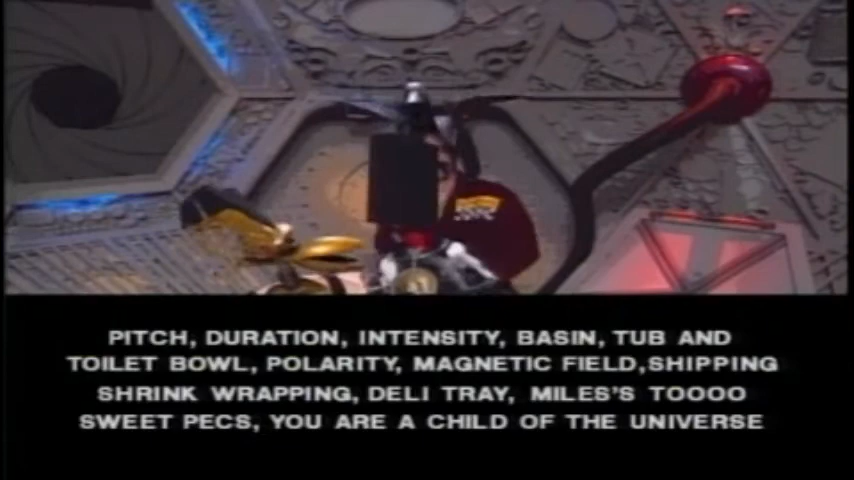 PITCH, DURATION, INTENSITY, BASIN, TUB AND
TOILET BOWL, POLARITY, MAGNETIC FIELD,SHIPPING
SHRINK WRAPPING, DELI TRAY, MILES'S TOOOO
SWEET PECS, YOU ARE A CHILD OF THE UNIVERSE